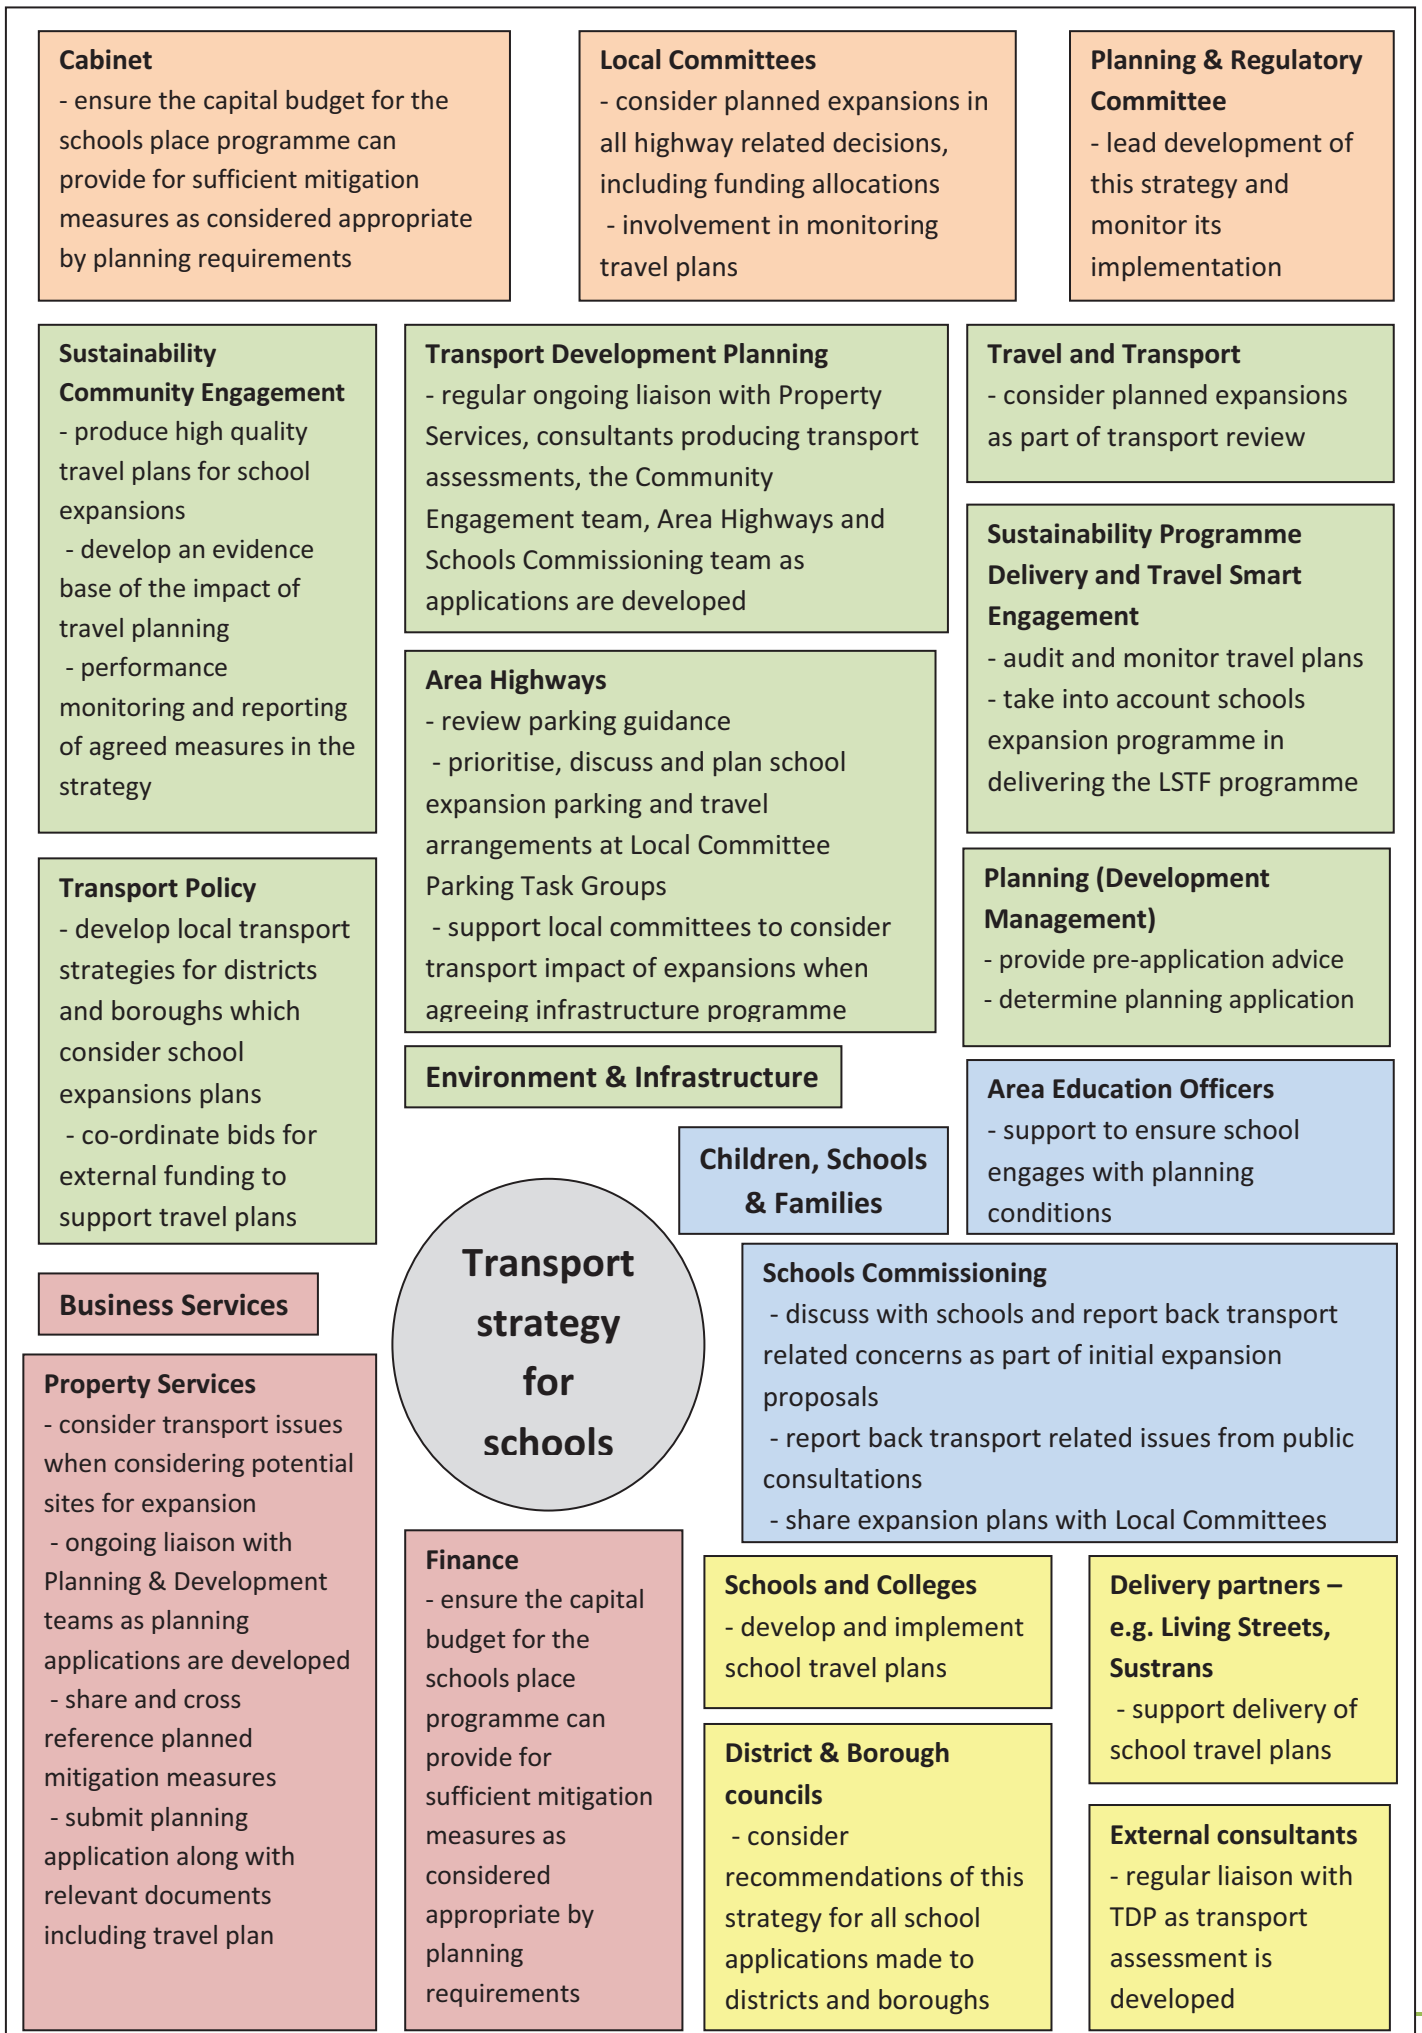 Cabinet
- ensure the capital budget for the
schools place programme can
provide for sufficient mitigation
measures as considered appropriate
by planning requirements
Local Committees
- consider planned expansions in
all highway related decisions,
including funding allocations
- involvement in monitoring
travel plans
Planning & Regulatory
Committee
- lead development of
this strategy and
monitor its
implementation
Sustainability
Community Engagement
- produce high quality
travel plans for school
expansions
- develop an evidence
base of the impact of
travel planning
- performance
monitoring and reporting
of agreed measures in the
strategy
Transport Development Planning
- regular ongoing liaison with Property
Services, consultants producing transport
assessments, the Community
Engagement team, Area Highways and
Schools Commissioning team as
applications are developed
Travel and Transport
- consider planned expansions
as part of transport review
Sustainability Programme
Delivery and Travel Smart
Engagement
- audit and monitor travel plans
- take into account schools
expansion programme in
delivering the LSTF programme
Area Highways
- review parking guidance
- prioritise, discuss and plan school
expansion parking and travel
arrangements at Local Committee
Parking Task Groups
- support local committees to consider
transport impact of expansions when
agreeing infrastructure programme
Transport Policy
- develop local transport
strategies for districts
and boroughs which
consider school
expansions plans
- co-ordinate bids for
external funding to
support travel plans
Planning (Development
Management)
- provide pre-application advice
- determine planning application
Environment & Infrastructure
Area Education Officers
- support to ensure school
engages with planning
conditions
Children, Schools
& Families
Transport
strategy
for
schools
Schools Commissioning
- discuss with schools and report back transport
related concerns as part of initial expansion
proposals
- report back transport related issues from public
consultations
- share expansion plans with Local Committees
Business Services
Property Services
- consider transport issues
when considering potential
sites for expansion
- ongoing liaison with
Planning & Development
teams as planning
applications are developed
- share and cross
reference planned
mitigation measures
- submit planning
application along with
relevant documents
including travel plan
Finance
- ensure the capital
budget for the
schools place
programme can
provide for
sufficient mitigation
measures as
considered
appropriate by
planning
requirements
Schools and Colleges
- develop and implement
school travel plans
Delivery partners –
e.g. Living Streets,
Sustrans
- support delivery of
school travel plans
District & Borough
councils
- consider
recommendations of this
strategy for all school
applications made to
districts and boroughs
External consultants
- regular liaison with
TDP as transport
assessment is
developed